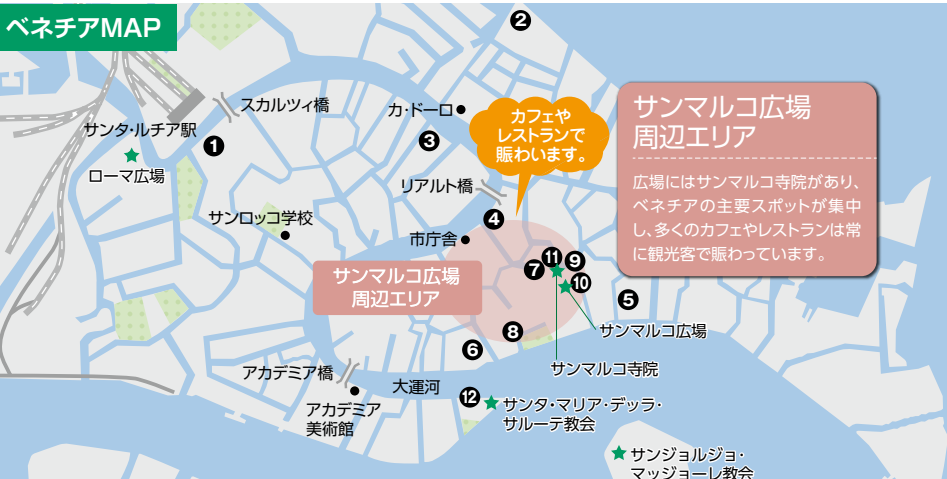 ベネチアMAP
❷
スカルツィ橋
カ・ドーロ
サンタ・ルチア駅
❶
❸
ローマ広場
カフェや
レストランで
賑わいます。
サンマルコ広場
周辺エリア
広場にはサンマルコ寺院があり、
ベネチアの主要スポットが集中
し、多くのカフェやレストランは常
に観光客で賑わっています。
リアルト橋
❹
サンロッコ学校
市庁舎
サンマルコ広場
周辺エリア
❼
⓫
❾
❿
❺
サンマルコ広場
❽
❻
サンマルコ寺院
アカデミア橋
大運河
アカデミア
美術館
⓬
サンタ・マリア・デッラ・
サルーテ教会
サンジョルジョ・
マッジョーレ教会